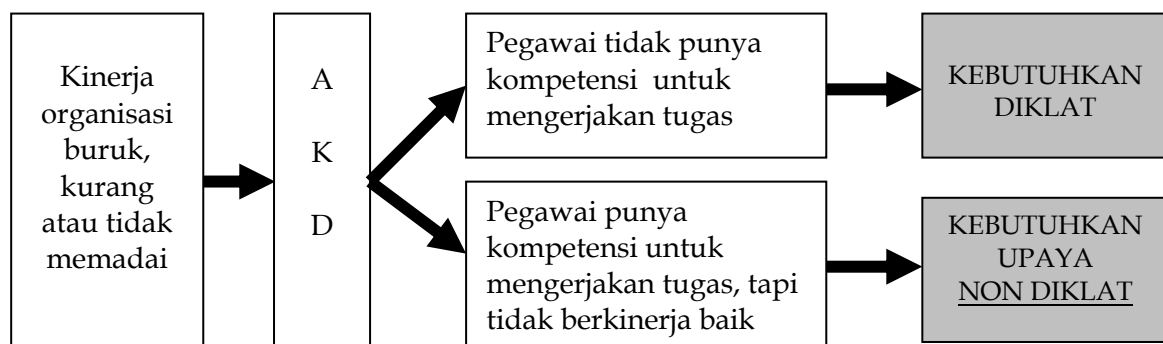 Kinerja
organisasi
buruk,
kurang
atau tidak
memadai
A
K
D
Pegawai tidak punya
kompetensi untuk
mengerjakan tugas
KEBUTUHKAN
DIKLAT
Pegawai punya
kompetensi untuk
mengerjakan tugas, tapi
tidak berkinerja baik
KEBUTUHKAN
UPAYA
NON DIKLAT